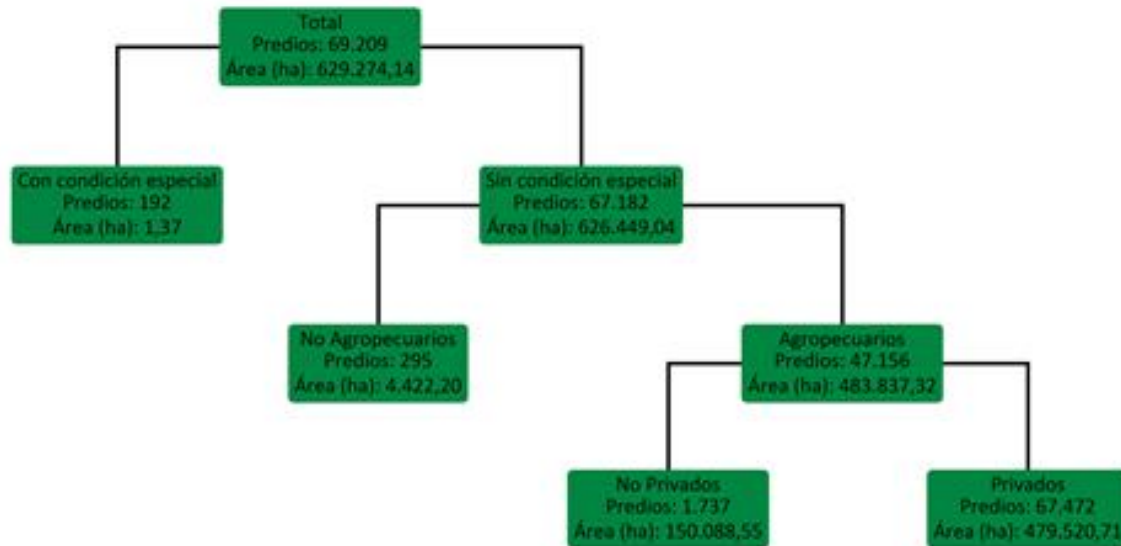 Total
Predios: 69.209
Área (ha): 629.274,14
Con condición especial
Predios: 192
Área (ha): 1,37
Sin condición especial
Predios: 67.182
Área (ha): 626.449,04
No Agropecuarios
Predios: 295
Área (ha): 4.422,20
Agropecuarios
Predios: 47.156
Área (ha): 483.837,32
No Privados
Predios: 1.737
Área (ha): 150.088,55
Privados
Predios: 67,472
Área (ha): 479.520,71